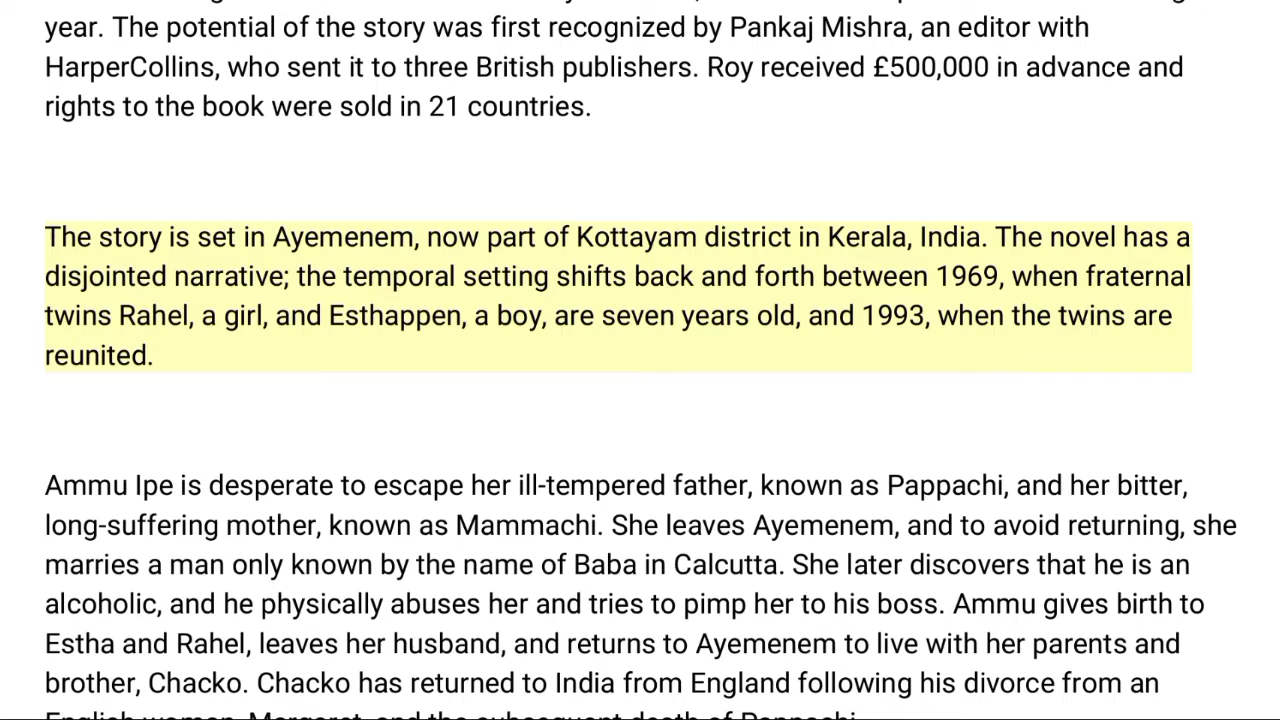 year. The potential of the story was first recognized by Pankaj Mishra, an editor with
HarperCollins, who sent it to three British publishers. Roy received £500,000 in advance and
rights to the book were sold in 21 countries.
The story is set in Ayemenem, now part of Kottayam district in Kerala, India. The novel has a
disjointed narrative; the temporal setting shifts back and forth between 1969, when fraternal
twins Rahel, a girl, and Esthappen, a boy, are seven years old, and 1993, when the twins are
reunited.
Ammu Ipe is desperate to escape her ill-tempered father, known as Pappachi, and her bitter,
long-suffering mother, known as Mammachi. She leaves Ayemenem, and to avoid returning, she
marries a man only known by the name of Baba in Calcutta. She later discovers that he is an
alcoholic, and he physically abuses her and tries to pimp her to his boss. Ammu gives birth to
Estha and Rahel, leaves her husband, and returns to Ayemenem to live with her parents and
brother, Chacko. Chacko has returned to India from England following his divorce from an
English woman, Margaret, and the subsequent death of Pappachi.